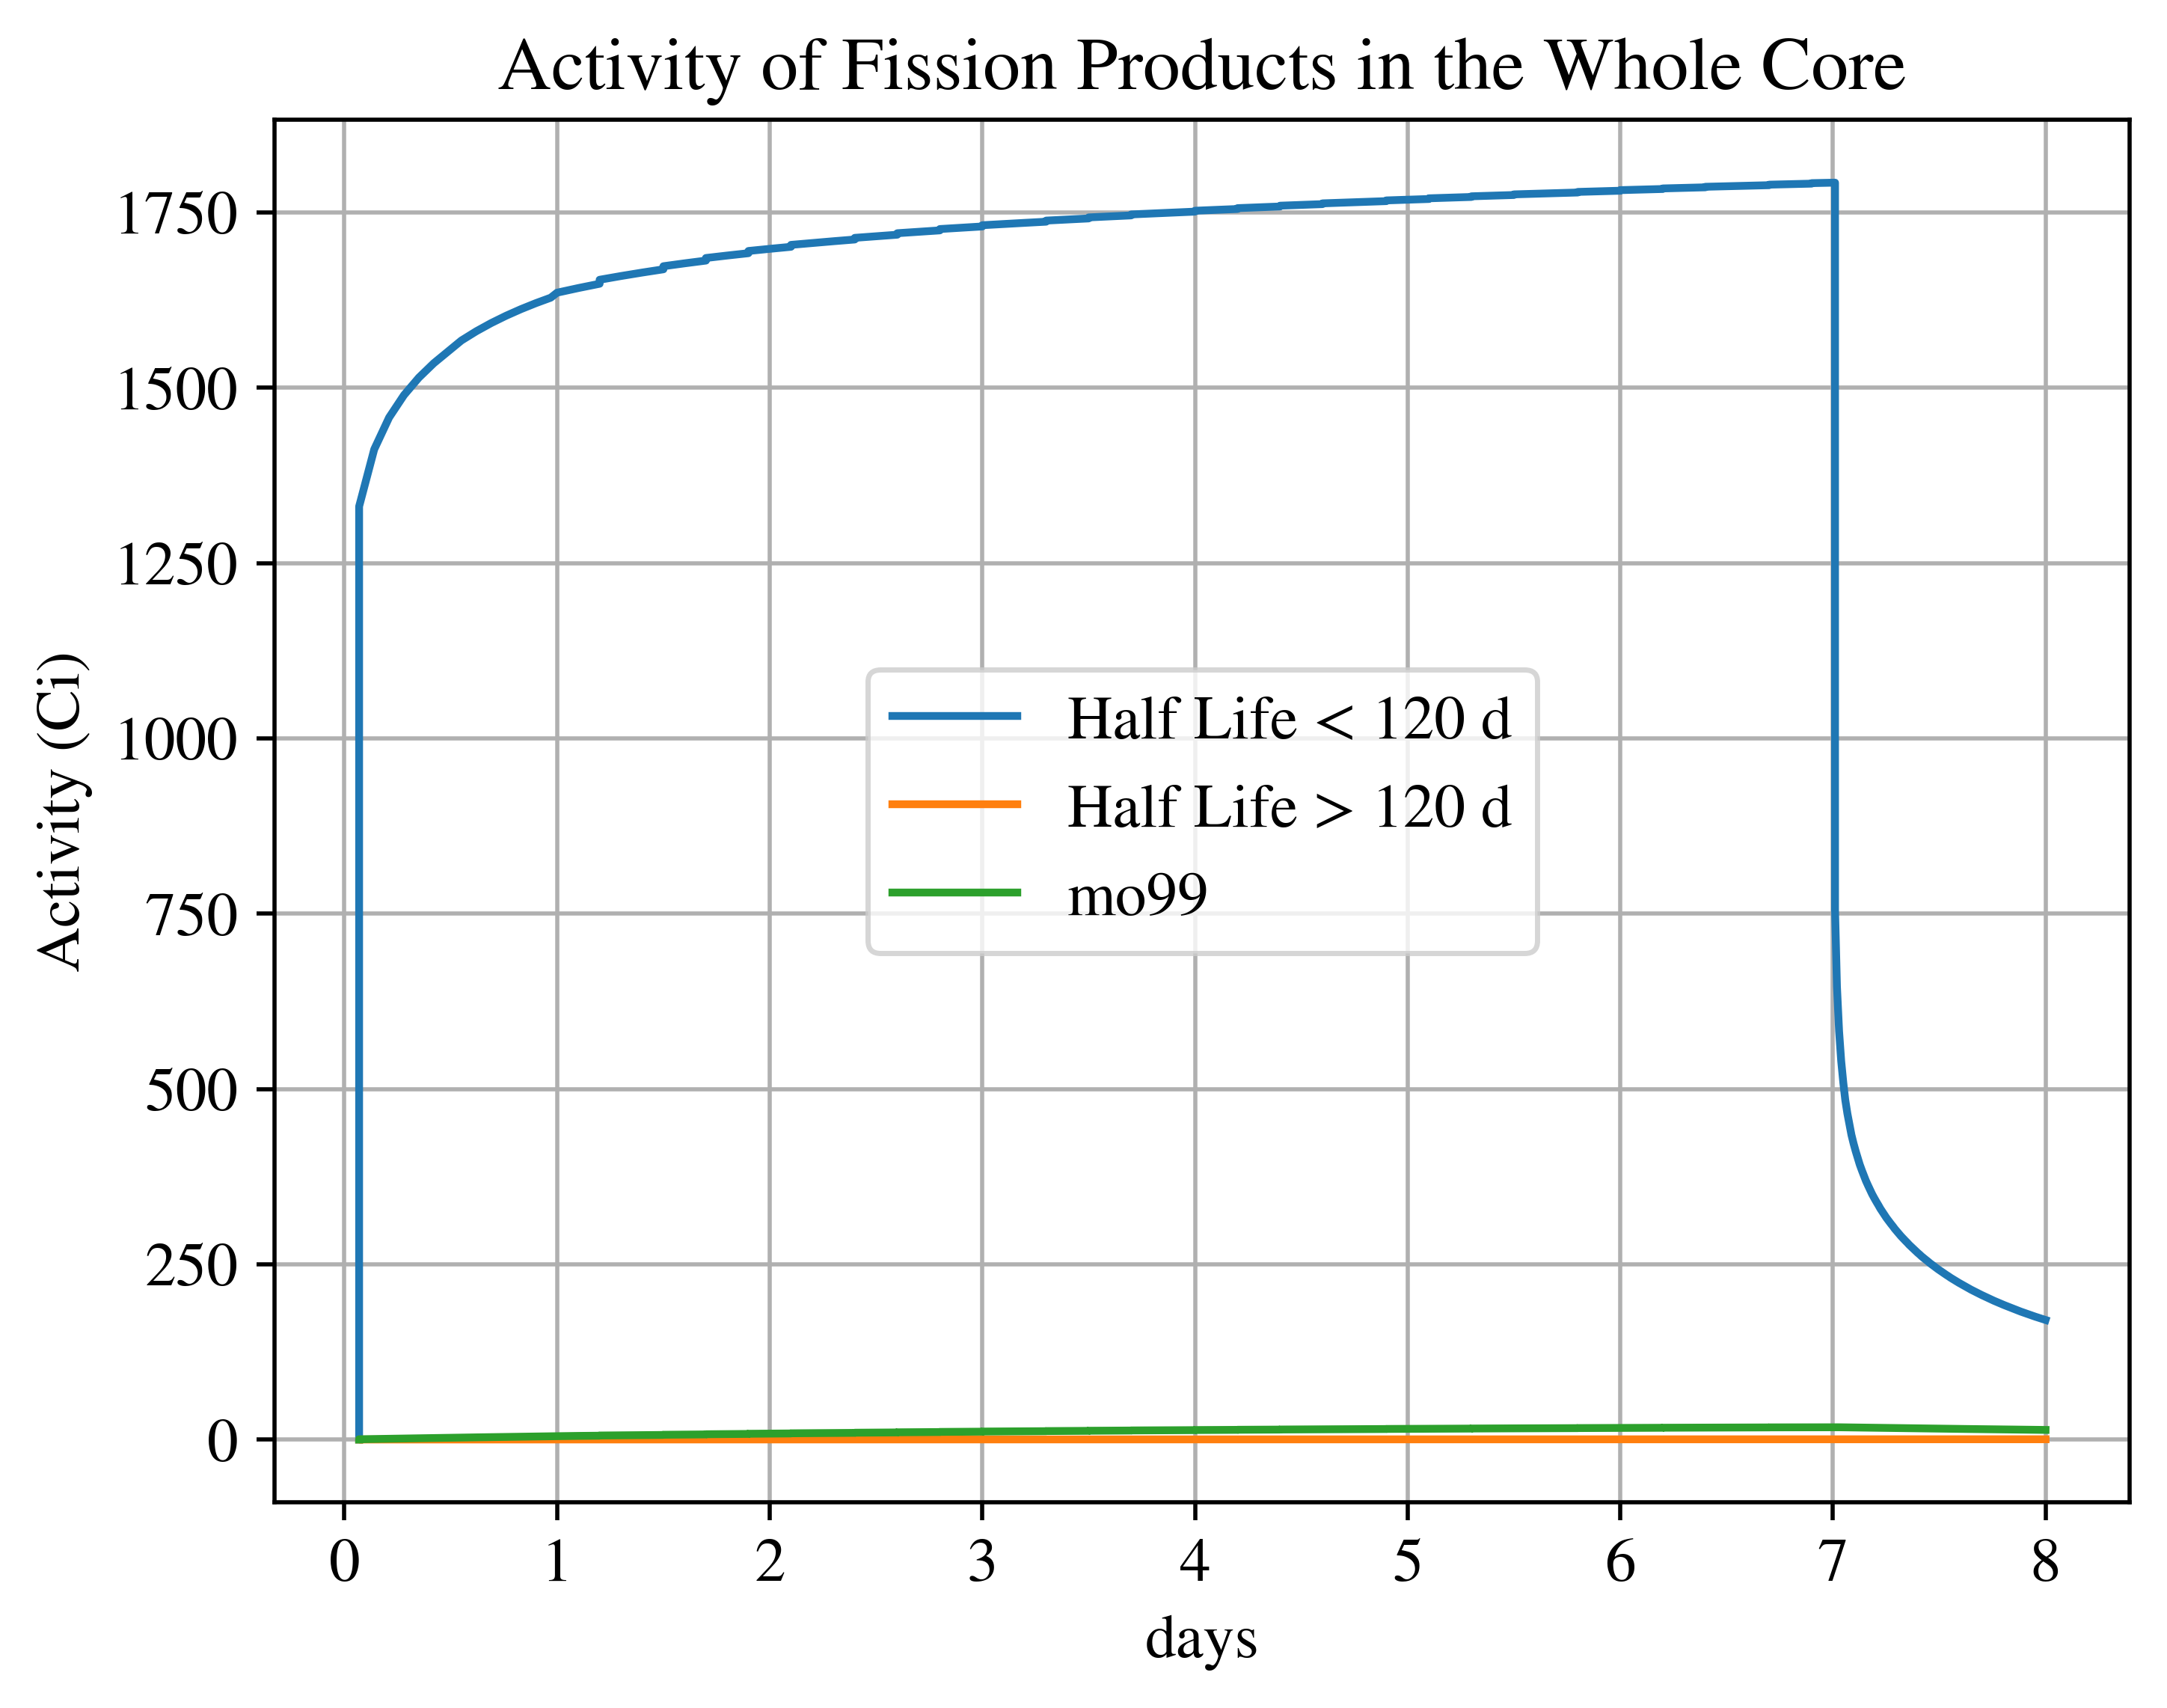 Activity of Fission Products in the Whole Core
Activity (Ci)
1750
1500
1250
1000
750
500
250
0
Half Life < 120 d
Half Life > 120 d
mo99
0 1 2 3 4 5 6 7 8
days